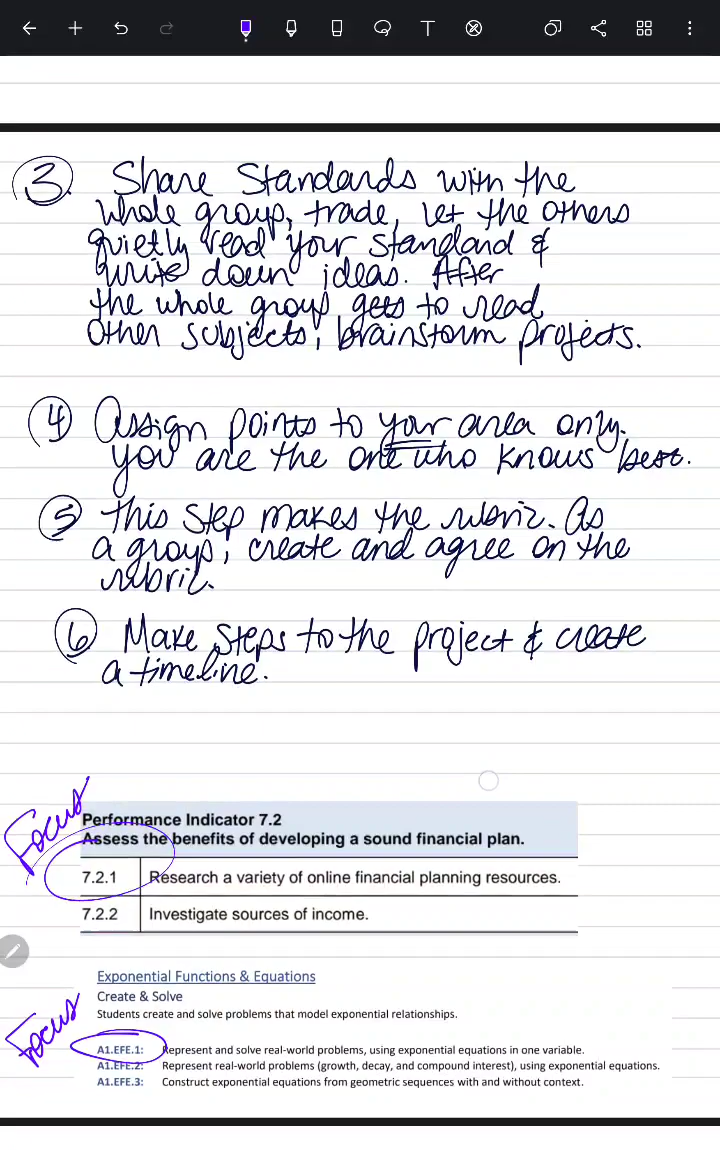 3. Share Standards with the
whole group, trade, let the others
quietly read your standard &
write down ideas. After
the whole group gets to read
other subjects, brainstorm projects.
4 Assign points to your area only.
you are the one who knows best.
5 This step makes the rubric. As
a group, create and agree on the
rubric.
6 Make steps to the project & create
a timeline.
Focus
Performance Indicator 7.2
Assess the benefits of developing a sound financial plan.
7.2.1 Research a variety of online financial planning resources.
7.2.2 Investigate sources of income.
Exponential Functions & Equations
Create & Solve
Students create and solve problems that model exponential relationships.
Focus
A1.EFE.1: Represent and solve real-world problems, using exponential equations in one variable.
A1.EFE.2: Represent real-world problems (growth, decay, and compound interest), using exponential equations.
A1.EFE.3: Construct exponential equations from geometric sequences with and without context.